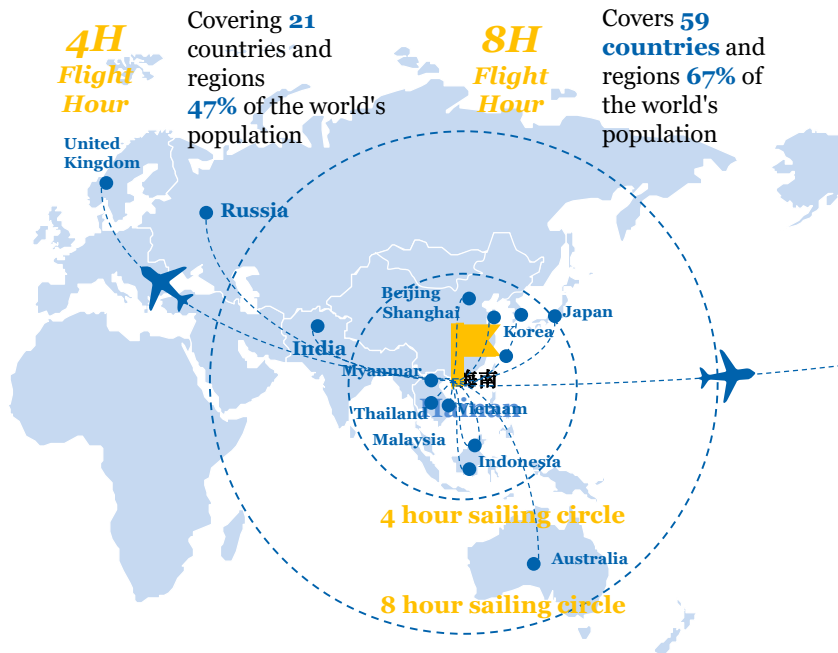 4H
Flight
Hour
Covering 21
countries and
regions
47% of the world's
population
8H
Flight
Hour
Covers 59
countries and
regions 67% of
the world's
population
United
Kingdom
Russia
Beijing
Shanghai
Japan
Korea
India
Myanmar
海南
Hainan
Thailand
Vietnam
Malaysia
Indonesia
4 hour sailing circle
Australia
8 hour sailing circle